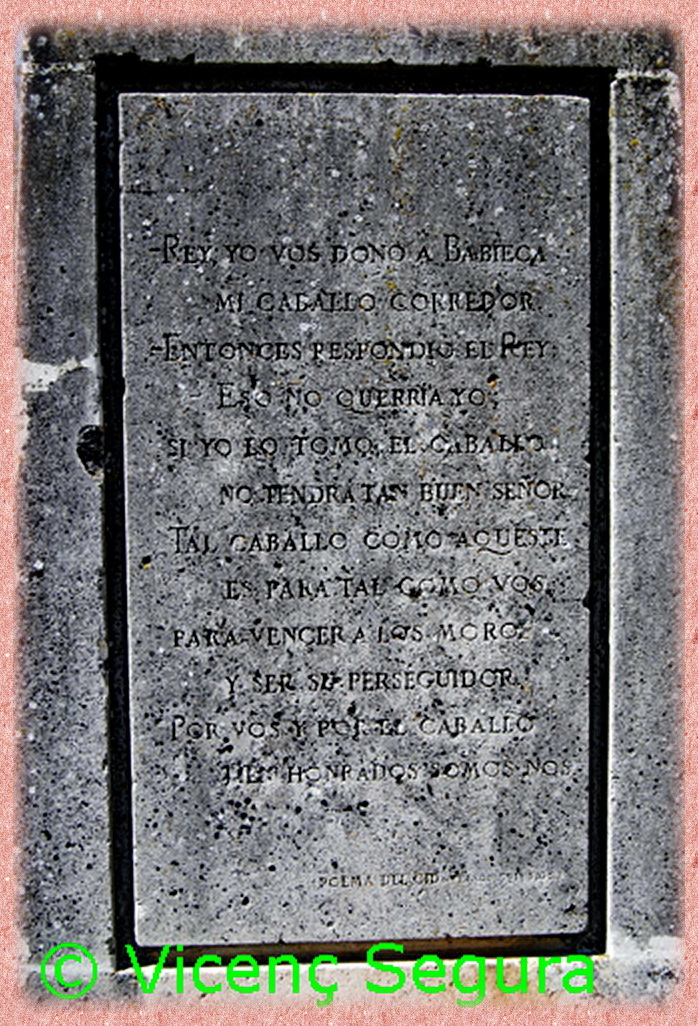 -REY, YO VOS DONO A BABIECA
MI CABALLO CORREDOR.
-ENTONCES RESPONDIO EL REY:
- ESO NO QUERRÍA YO;
SI YO LO TOMO, EL CABALLO
NO TENDRA TAN BUEN SEÑOR.
TAL CABALLO COMO AQUESTE
ES PARA TAL COMO VOS,
PARA VENCER A LOS MOROS
Y SER SU PERSEGUIDOR.
POR VOS Y POR EL CABALLO
BIEN HONRADOS SOMOS NOS.
POEMA DEL CID
© Vicenç Segura